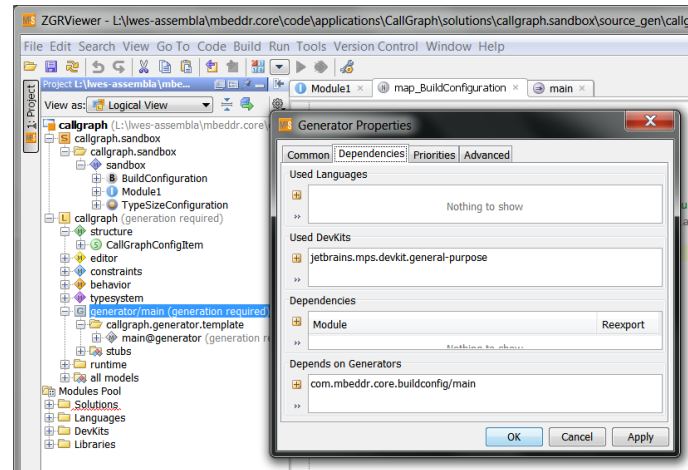 ZGRViewer - L:\lwes-assembla\mbeddr.core\code\applications\CallGraph\solutions\callgraph.sandbox\source_gen\callg
File Edit Search View Go To Code Build Run Tools Version Control Window Help
Project L:\lwes-assembla\mbe...
1: Project
View as: Logical View
Module1
map_BuildConfiguration
main
callgraph (L:\lwes-assembla\mbeddr.core\
callgraph.sandbox
callgraph.sandbox
sandbox
BuildConfiguration
Module1
TypeSizeConfiguration
callgraph (generation required)
structure
CallGraphConfigItem
editor
constraints
behavior
typesystem
generator/main (generation required)
callgraph.generator.template
main@generator (generation r
stubs
runtime
all models
Modules Pool
Solutions
Languages
DevKits
Libraries
Generator Properties
Common Dependencies Priorities Advanced
Used Languages
Nothing to show
Used DevKits
jetbrains.mps.devkit.general-purpose
Dependencies
Module Reexport
Nothing to show
Depends on Generators
com.mbeddr.core.buildconfig/main
OK Cancel Apply